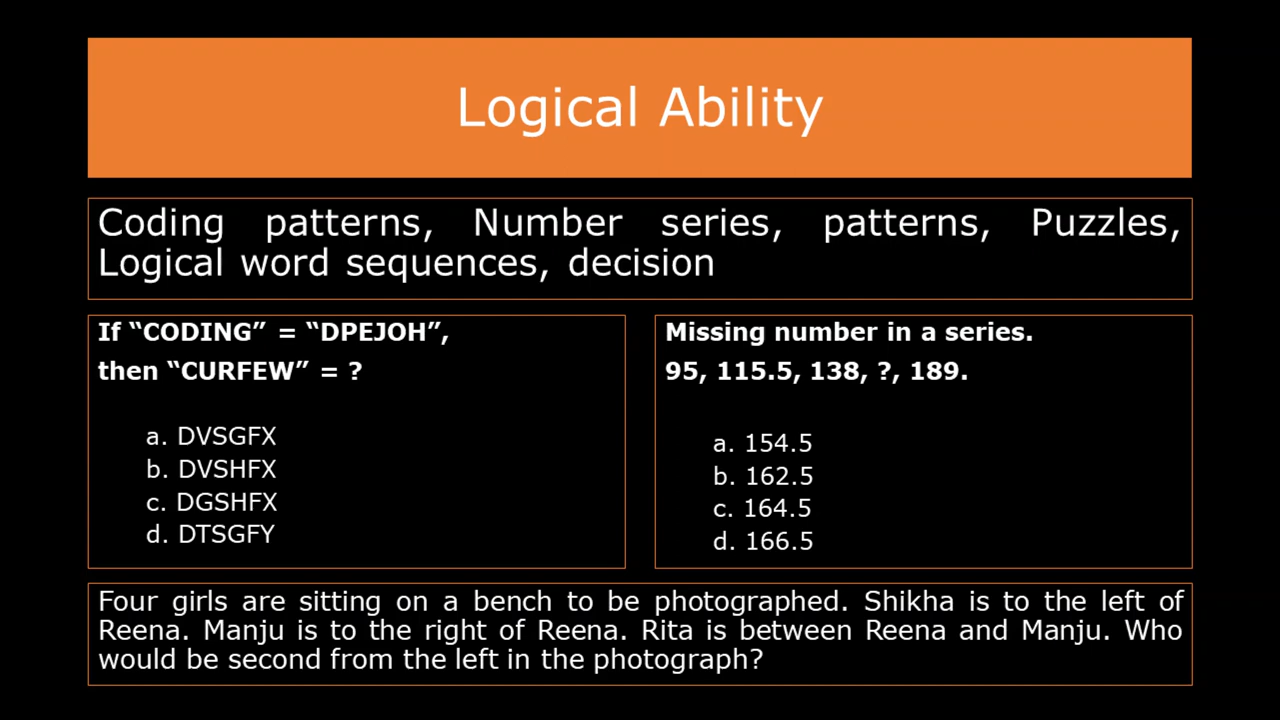 Logical Ability
Coding patterns, Number series, patterns, Puzzles,
Logical word sequences, decision
If “CODING” = “DPEJOH”,
then “CURFEW” = ?
a. DVSGFX
b. DVSHFX
c. DGSHFX
d. DTSGFY
Missing number in a series.
95, 115.5, 138, ?, 189.
a. 154.5
b. 162.5
c. 164.5
d. 166.5
Four girls are sitting on a bench to be photographed. Shikha is to the left of
Reena. Manju is to the right of Reena. Rita is between Reena and Manju. Who
would be second from the left in the photograph?